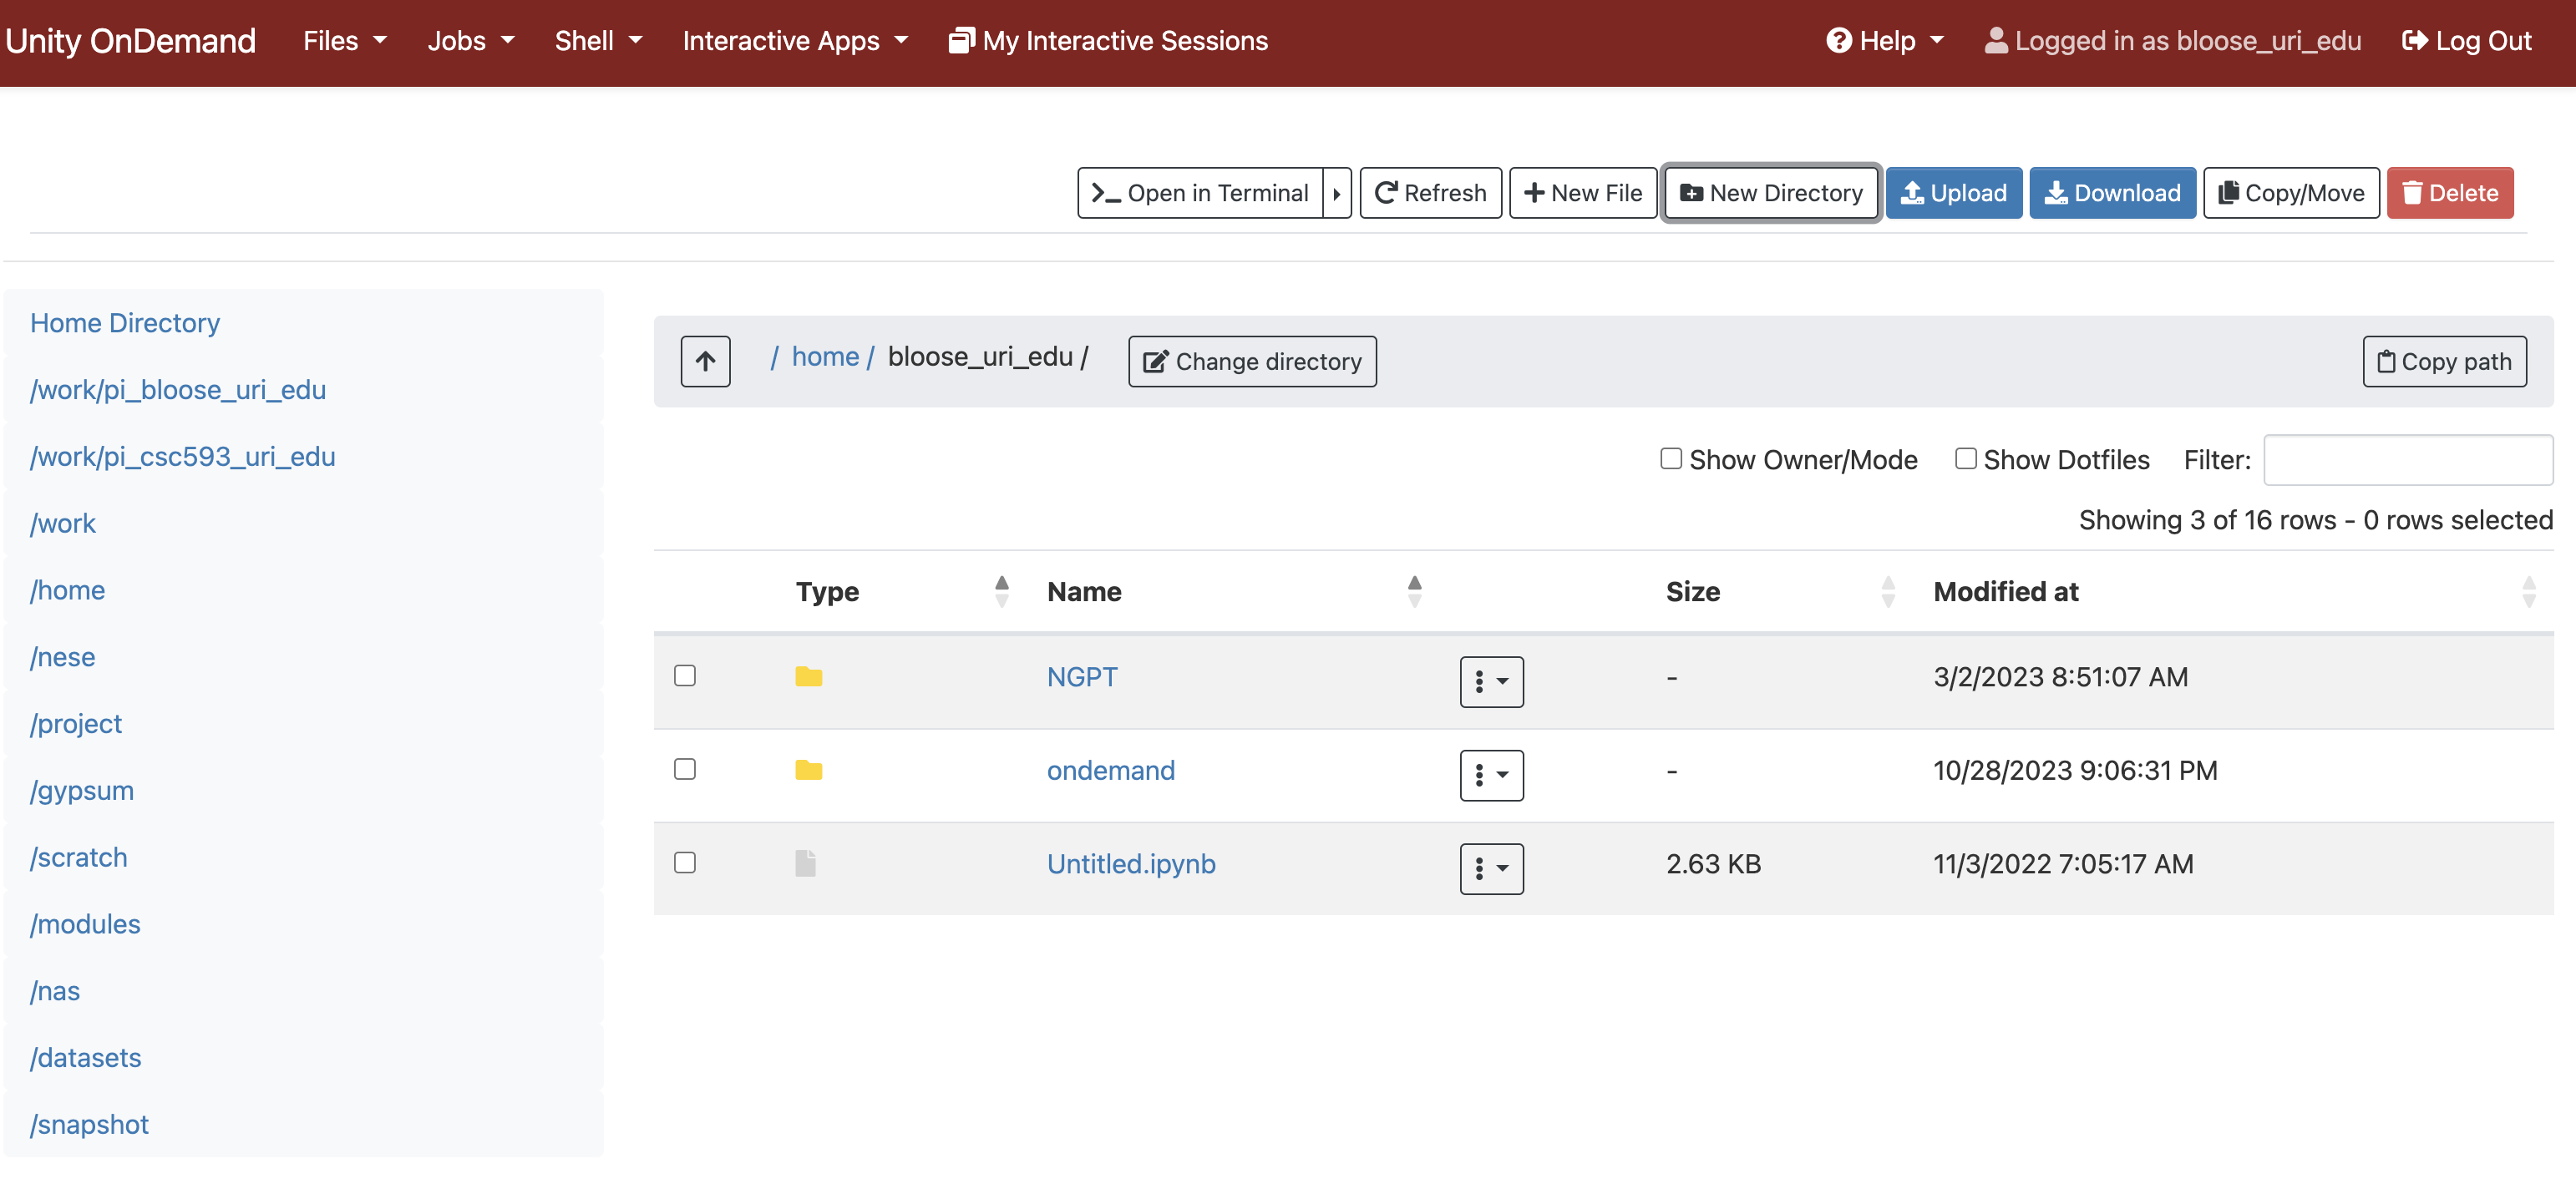 Unity OnDemand Files Jobs Shell Interactive Apps My Interactive Sessions Help Logged in as bloose_uri_edu Log Out
Open in Terminal Refresh New File New Directory Upload Download Copy/Move Delete
Home Directory
/work/pi_bloose_uri_edu
/work/pi_csc593_uri_edu
/work
/home
/nese
/project
/gypsum
/scratch
/modules
/nas
/datasets
/snapshot
/ home / bloose_uri_edu / Change directory Copy path
Show Owner/Mode Show Dotfiles Filter:
Showing 3 of 16 rows - 0 rows selected
Type Name Size Modified at
NGPT - 3/2/2023 8:51:07 AM
ondemand - 10/28/2023 9:06:31 PM
Untitled.ipynb 2.63 KB 11/3/2022 7:05:17 AM